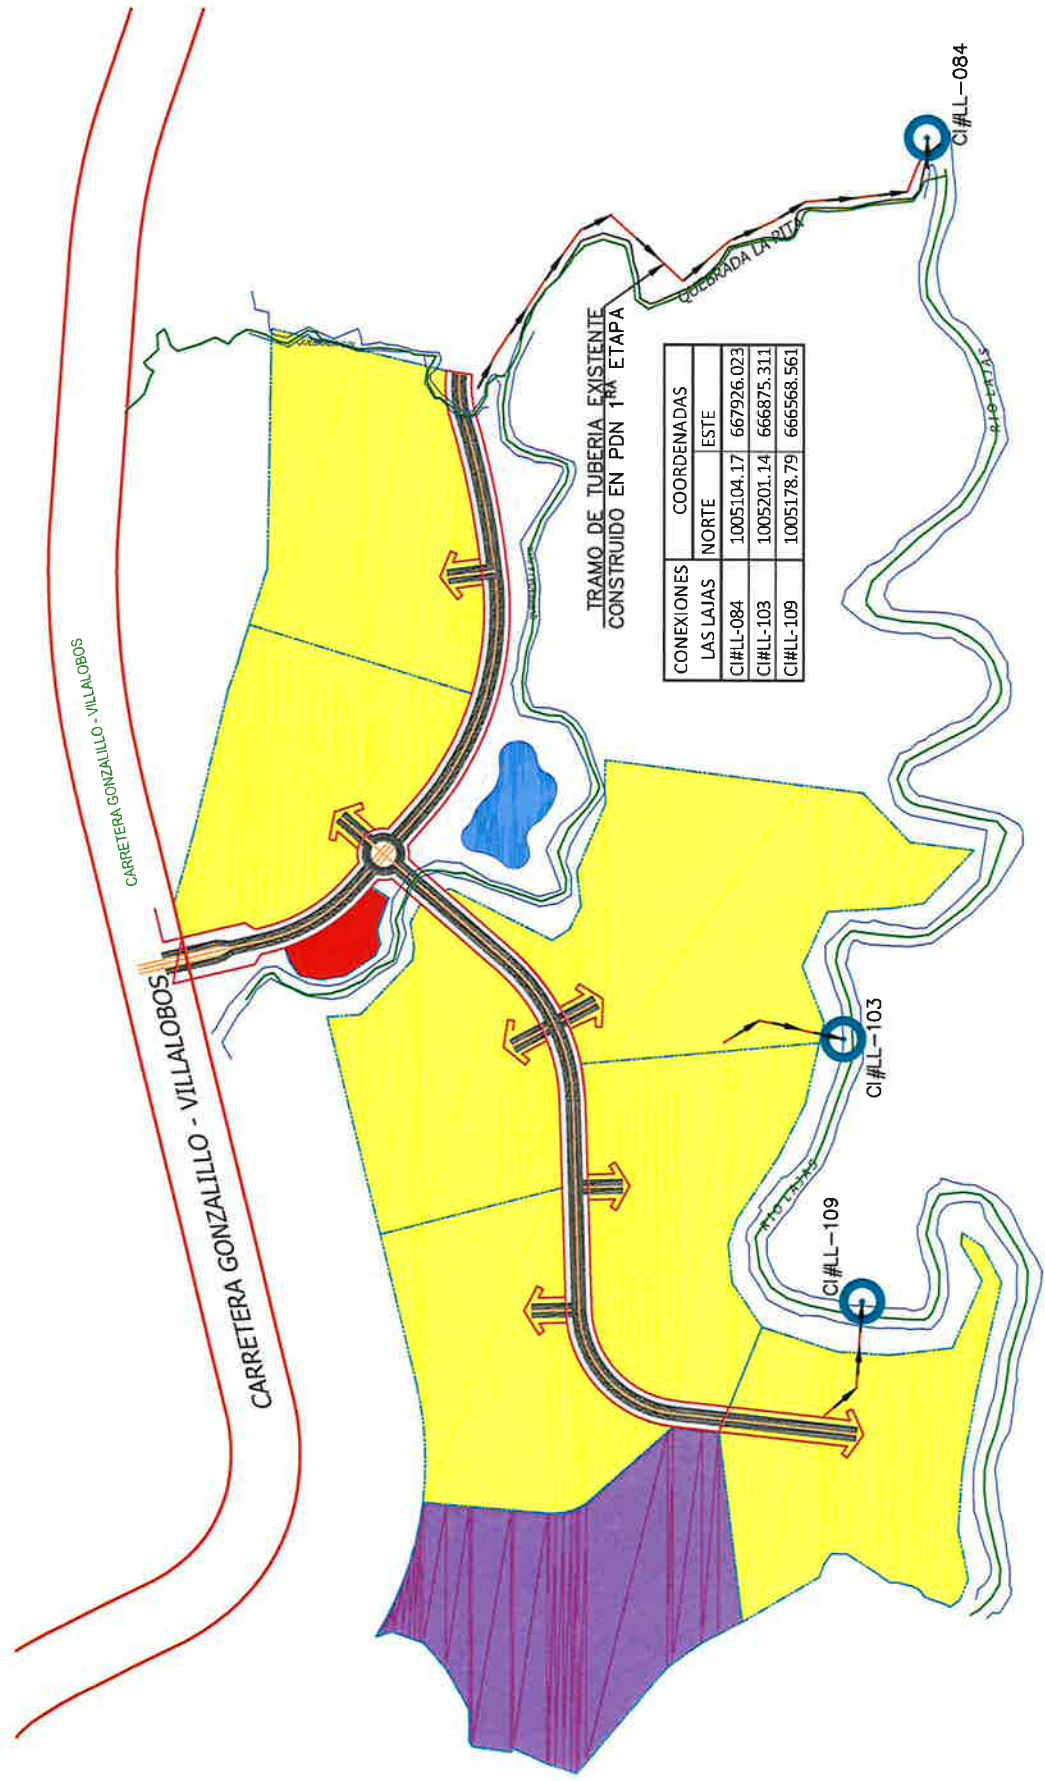 CARRETERA GONZALILLO - VILLALOBOS
CARRETERA GONZALILLO - VILLALOBOS
TRAMO DE TUBERIA EXISTENTE
CONSTRUIDO EN PDN 1RA ETAPA
QUEBRADA LA RITA
CI#LL-084
RIO LAJAS
CONEXIONES LAS LAJAS COORDENADAS
NORTE ESTE
CI#LL-084 1005104.17 667926.023
CI#LL-103 1005201.14 666875.311
CI#LL-109 1005178.79 666568.561
CI#LL-103
RIO LAJAS
CI#LL-109